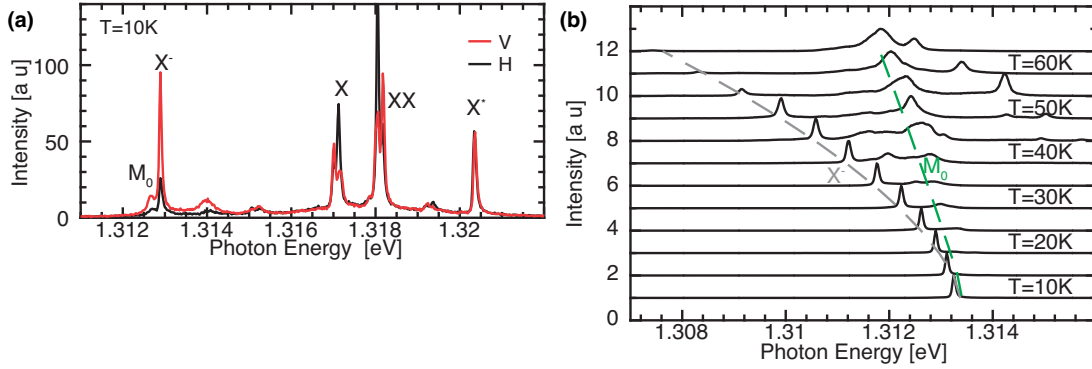 (a)
T=10K
V
H
X-
M0
X
XX
X*
100
50
0
Intensity [a u]
1.312
1.314
1.316
1.318
1.32
Photon Energy [eV]
(b)
12
10
8
6
4
2
0
Intensity [a u]
T=60K
T=50K
T=40K
T=30K
T=20K
T=10K
X-
M0
1.308
1.31
1.312
1.314
Photon Energy [eV]